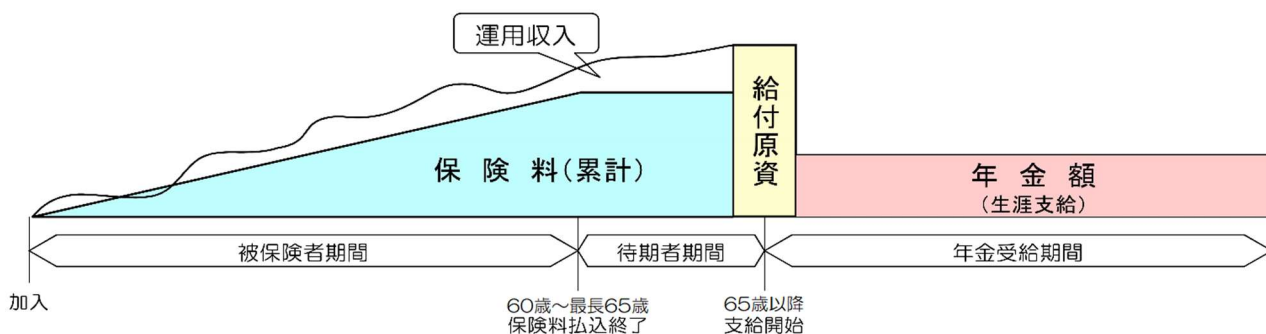 運用収入
給付原資
保険料(累計)
年金額
(生涯支給)
被保険者期間
待期者期間
年金受給期間
加入
60歳～最長65歳
保険料払込終了
65歳以降
支給開始